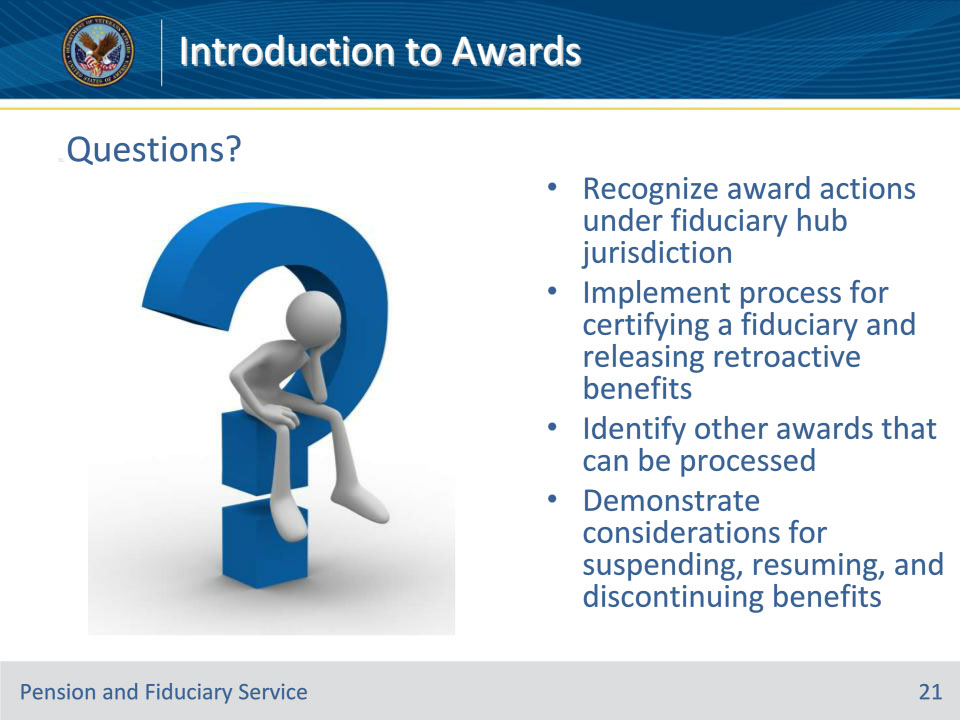 Introduction to Awards
Questions?
• Recognize award actions
under fiduciary hub
jurisdiction
• Implement process for
certifying a fiduciary and
releasing retroactive
benefits
• Identify other awards that
can be processed
• Demonstrate
considerations for
suspending, resuming, and
discontinuing benefits
Pension and Fiduciary Service
21